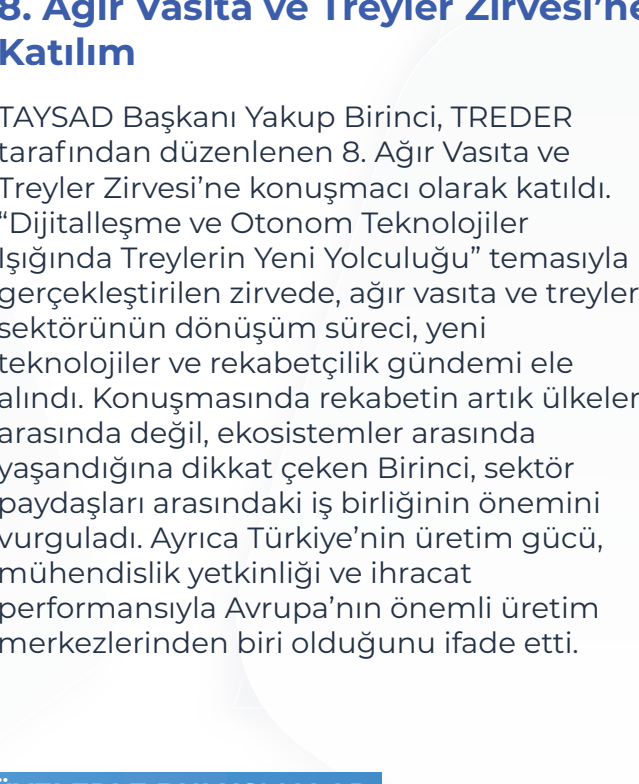 8. Ağır Vasıta ve Treyler Zirvesi’ne
Katılım
TAYSAD Başkanı Yakup Birinci, TREDER
tarafından düzenlenen 8. Ağır Vasıta ve
Treyler Zirvesi’ne konuşmacı olarak katıldı.
“Dijitalleşme ve Otonom Teknolojiler
Işığında Treylerin Yeni Yolculuğu” temasıyla
gerçekleştirilen zirvede, ağır vasıta ve treyler
sektörünün dönüşüm süreci, yeni
teknolojiler ve rekabetçilik gündemi ele
alındı. Konuşmasında rekabetin artık ülkeler
arasında değil, ekosistemler arasında
yaşandığına dikkat çeken Birinci, sektör
paydaşları arasındaki iş birliğinin önemini
vurguladı. Ayrıca Türkiye’nin üretim gücü,
mühendislik yetkinliği ve ihracat
performansıyla Avrupa’nın önemli üretim
merkezlerinden biri olduğunu ifade etti.